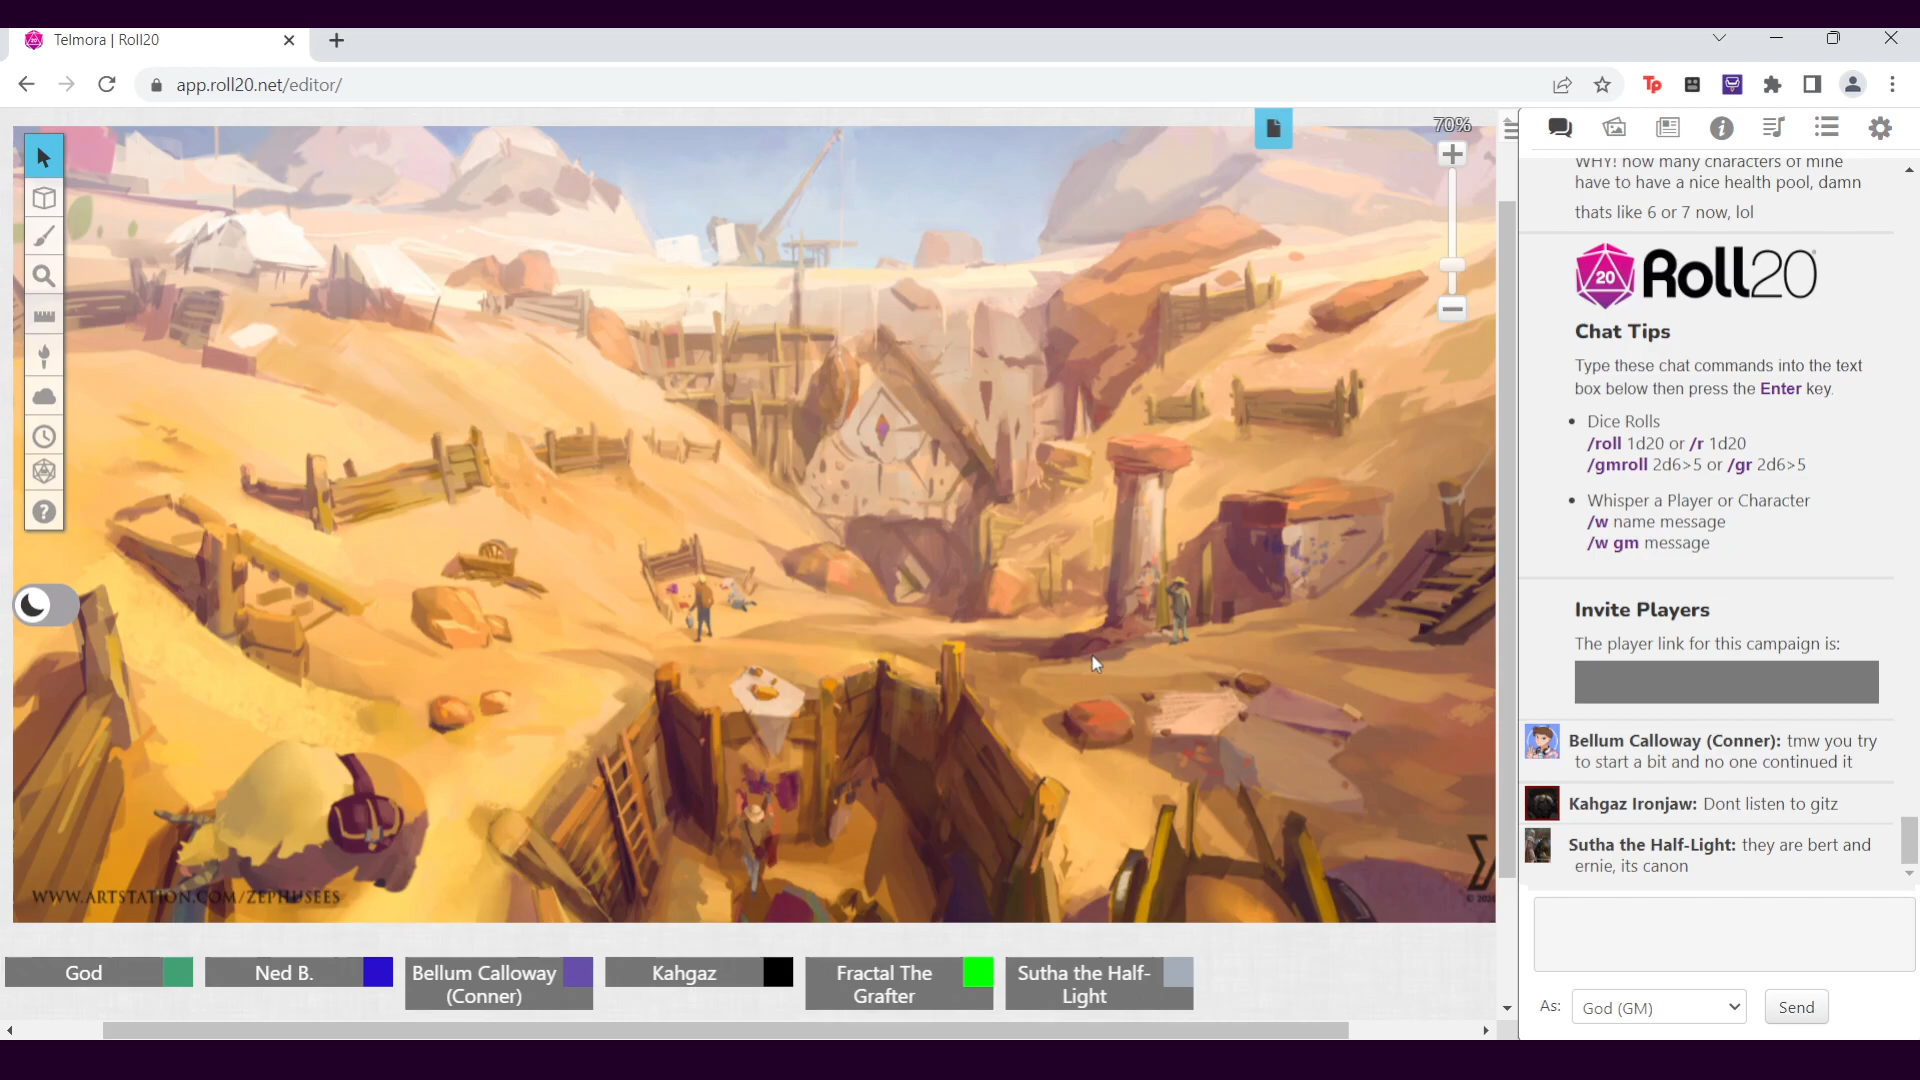 Telmora | Roll20
app.roll20.net/editor/
Tp
70%
WHY! how many characters of mine
have to have a nice health pool, damn
thats like 6 or 7 now, lol
20 Roll20
Chat Tips
Type these chat commands into the text
box below then press the Enter key.
• Dice Rolls
/roll 1d20 or /r 1d20
/gmroll 2d6>5 or /gr 2d6>5
• Whisper a Player or Character
/w name message
/w gm message
Invite Players
The player link for this campaign is:
Bellum Calloway (Conner): tmw you try
to start a bit and no one continued it
Kahgaz Ironjaw: Dont listen to gitz
Sutha the Half-Light: they are bert and
ernie, its canon
WWW.ARTSTATION.COM/ZEPHYSEES
God
Ned B.
Bellum Calloway
(Conner)
Kahgaz
Fractal The
Grafter
Sutha the Half-
Light
As: God (GM) Send